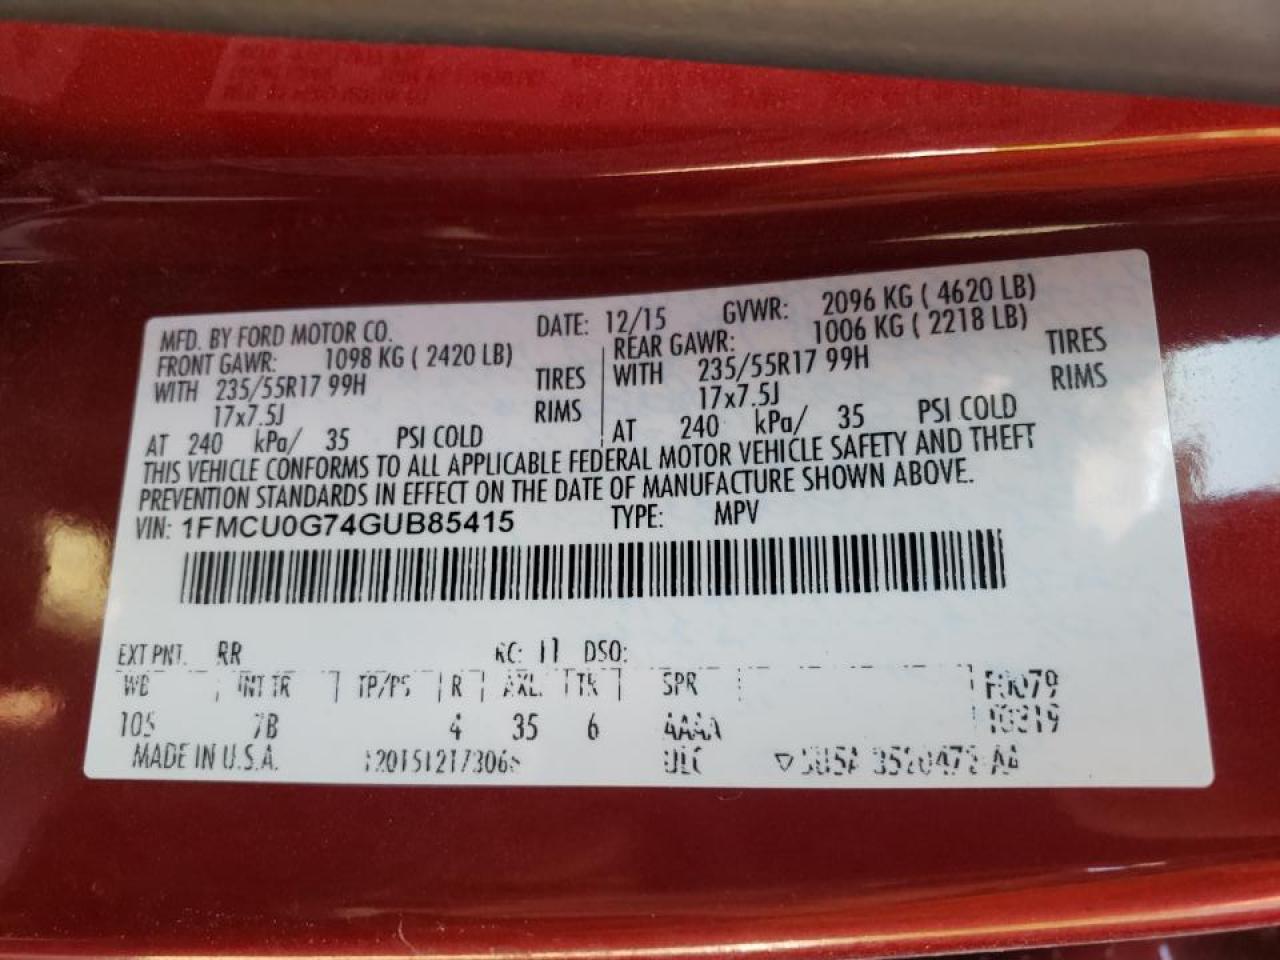 MFD. BY FORD MOTOR CO. DATE: 12/15 GVWR: 2096 KG ( 4620 LB)
FRONT GAWR: 1098 KG ( 2420 LB) REAR GAWR: 1006 KG ( 2218 LB)
WITH 235/55R17 99H TIRES WITH 235/55R17 99H TIRES
17x7.5J RIMS 17x7.5J RIMS
AT 240 kPa/ 35 PSI COLD AT 240 kPa/ 35 PSI COLD
THIS VEHICLE CONFORMS TO ALL APPLICABLE FEDERAL MOTOR VEHICLE SAFETY AND THEFT
PREVENTION STANDARDS IN EFFECT ON THE DATE OF MANUFACTURE SHOWN ABOVE.
VIN: 1FMCU0G74GUB85415 TYPE: MPV
EXT PNT. RR RC: 11 DSO:
WB INT TR TP/PS R AXL. TR SPR
105 7B 4 35 6 4AAA
MADE IN U.S.A. ULC